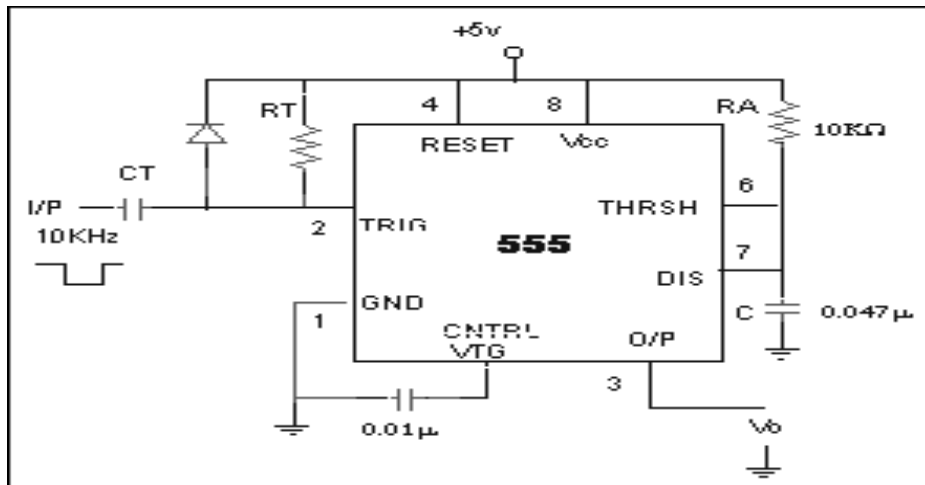 +5v
4
8
RA
RT
RESET
Vcc
10KΩ
CT
6
I/P
THRSH
10KHz
2
TRIG
555
7
DIS
GND
1
C
0.047μ
CNTRL
VTG
O/P
3
0.01μ
Vo